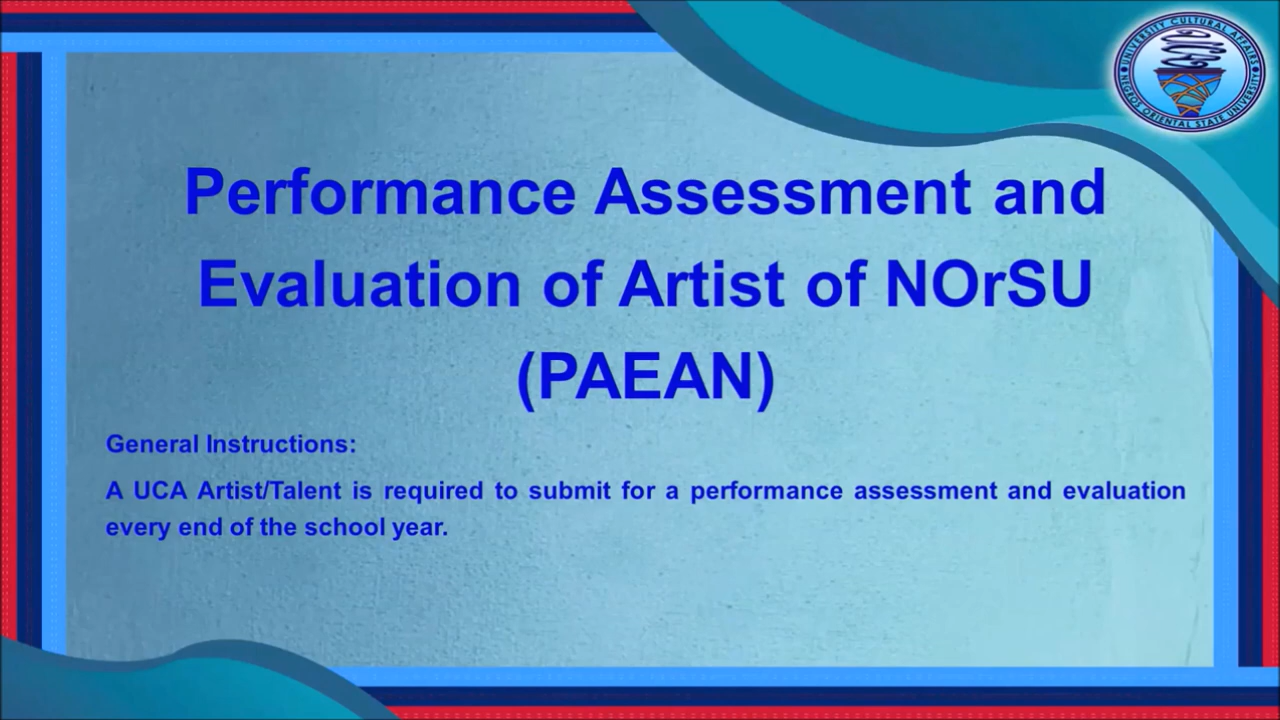 UNIVERSITY CULTURAL AFFAIRS
NEGROS ORIENTAL STATE UNIVERSITY
Performance Assessment and
Evaluation of Artist of NOrSU
(PAEAN)
General Instructions:
A UCA Artist/Talent is required to submit for a performance assessment and evaluation
every end of the school year.